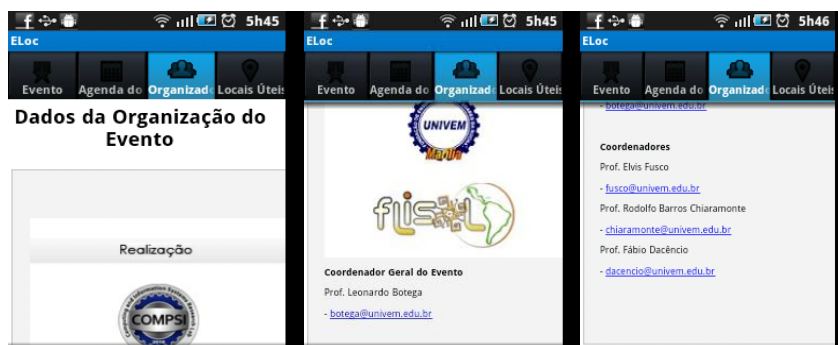 5h45
ELoc
Evento
Agenda do
Organizad
Locais Úteis
Dados da Organização do
Evento
Realização
COMPSI
5h45
ELoc
Evento
Agenda do
Organizad
Locais Úteis
UNIVEM
Marília
flisol
Coordenador Geral do Evento
Prof. Leonardo Botega
- botega@univem.edu.br
5h46
ELoc
Evento
Agenda do
Organizad
Locais Úteis
- botega@univem.edu.br
Coordenadores
Prof. Elvis Fusco
- fusco@univem.edu.br
Prof. Rodolfo Barros Chiaramonte
- chiaramonte@univem.edu.br
Prof. Fábio Dacêncio
- dacencio@univem.edu.br